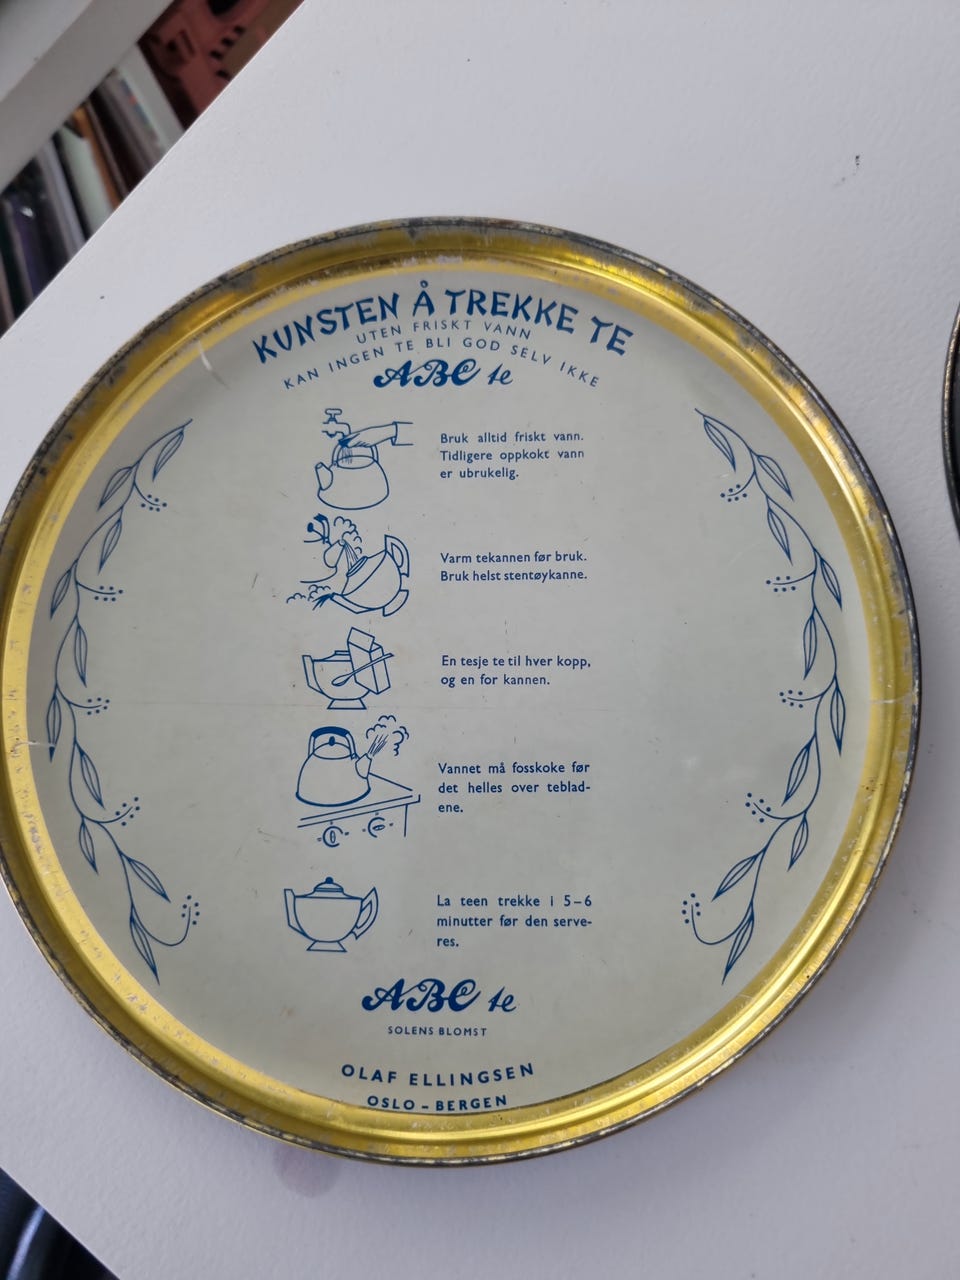 KUNSTEN Å TREKKE TE
UTEN FRISKT VANN
KAN INGEN TE BLI GOD SELV IKKE
ABC te
Bruk alltid friskt vann.
Tidligere oppkokt vann
er ubrukelig.
Varm tekannen før bruk.
Bruk helst stentøykanne.
En tesje te til hver kopp,
og en for kannen.
Vannet må fosskoke før
det helles over teblad-
ene.
La teen trekke i 5–6
minutter før den serve-
res.
ABC te
SOLENS BLOMST
OLAF ELLINGSEN
OSLO – BERGEN